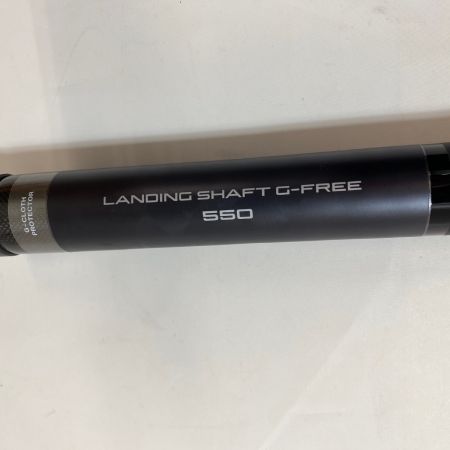 LANDING SHAFT G-FREE
550
G-CLOTH
PROTECTOR